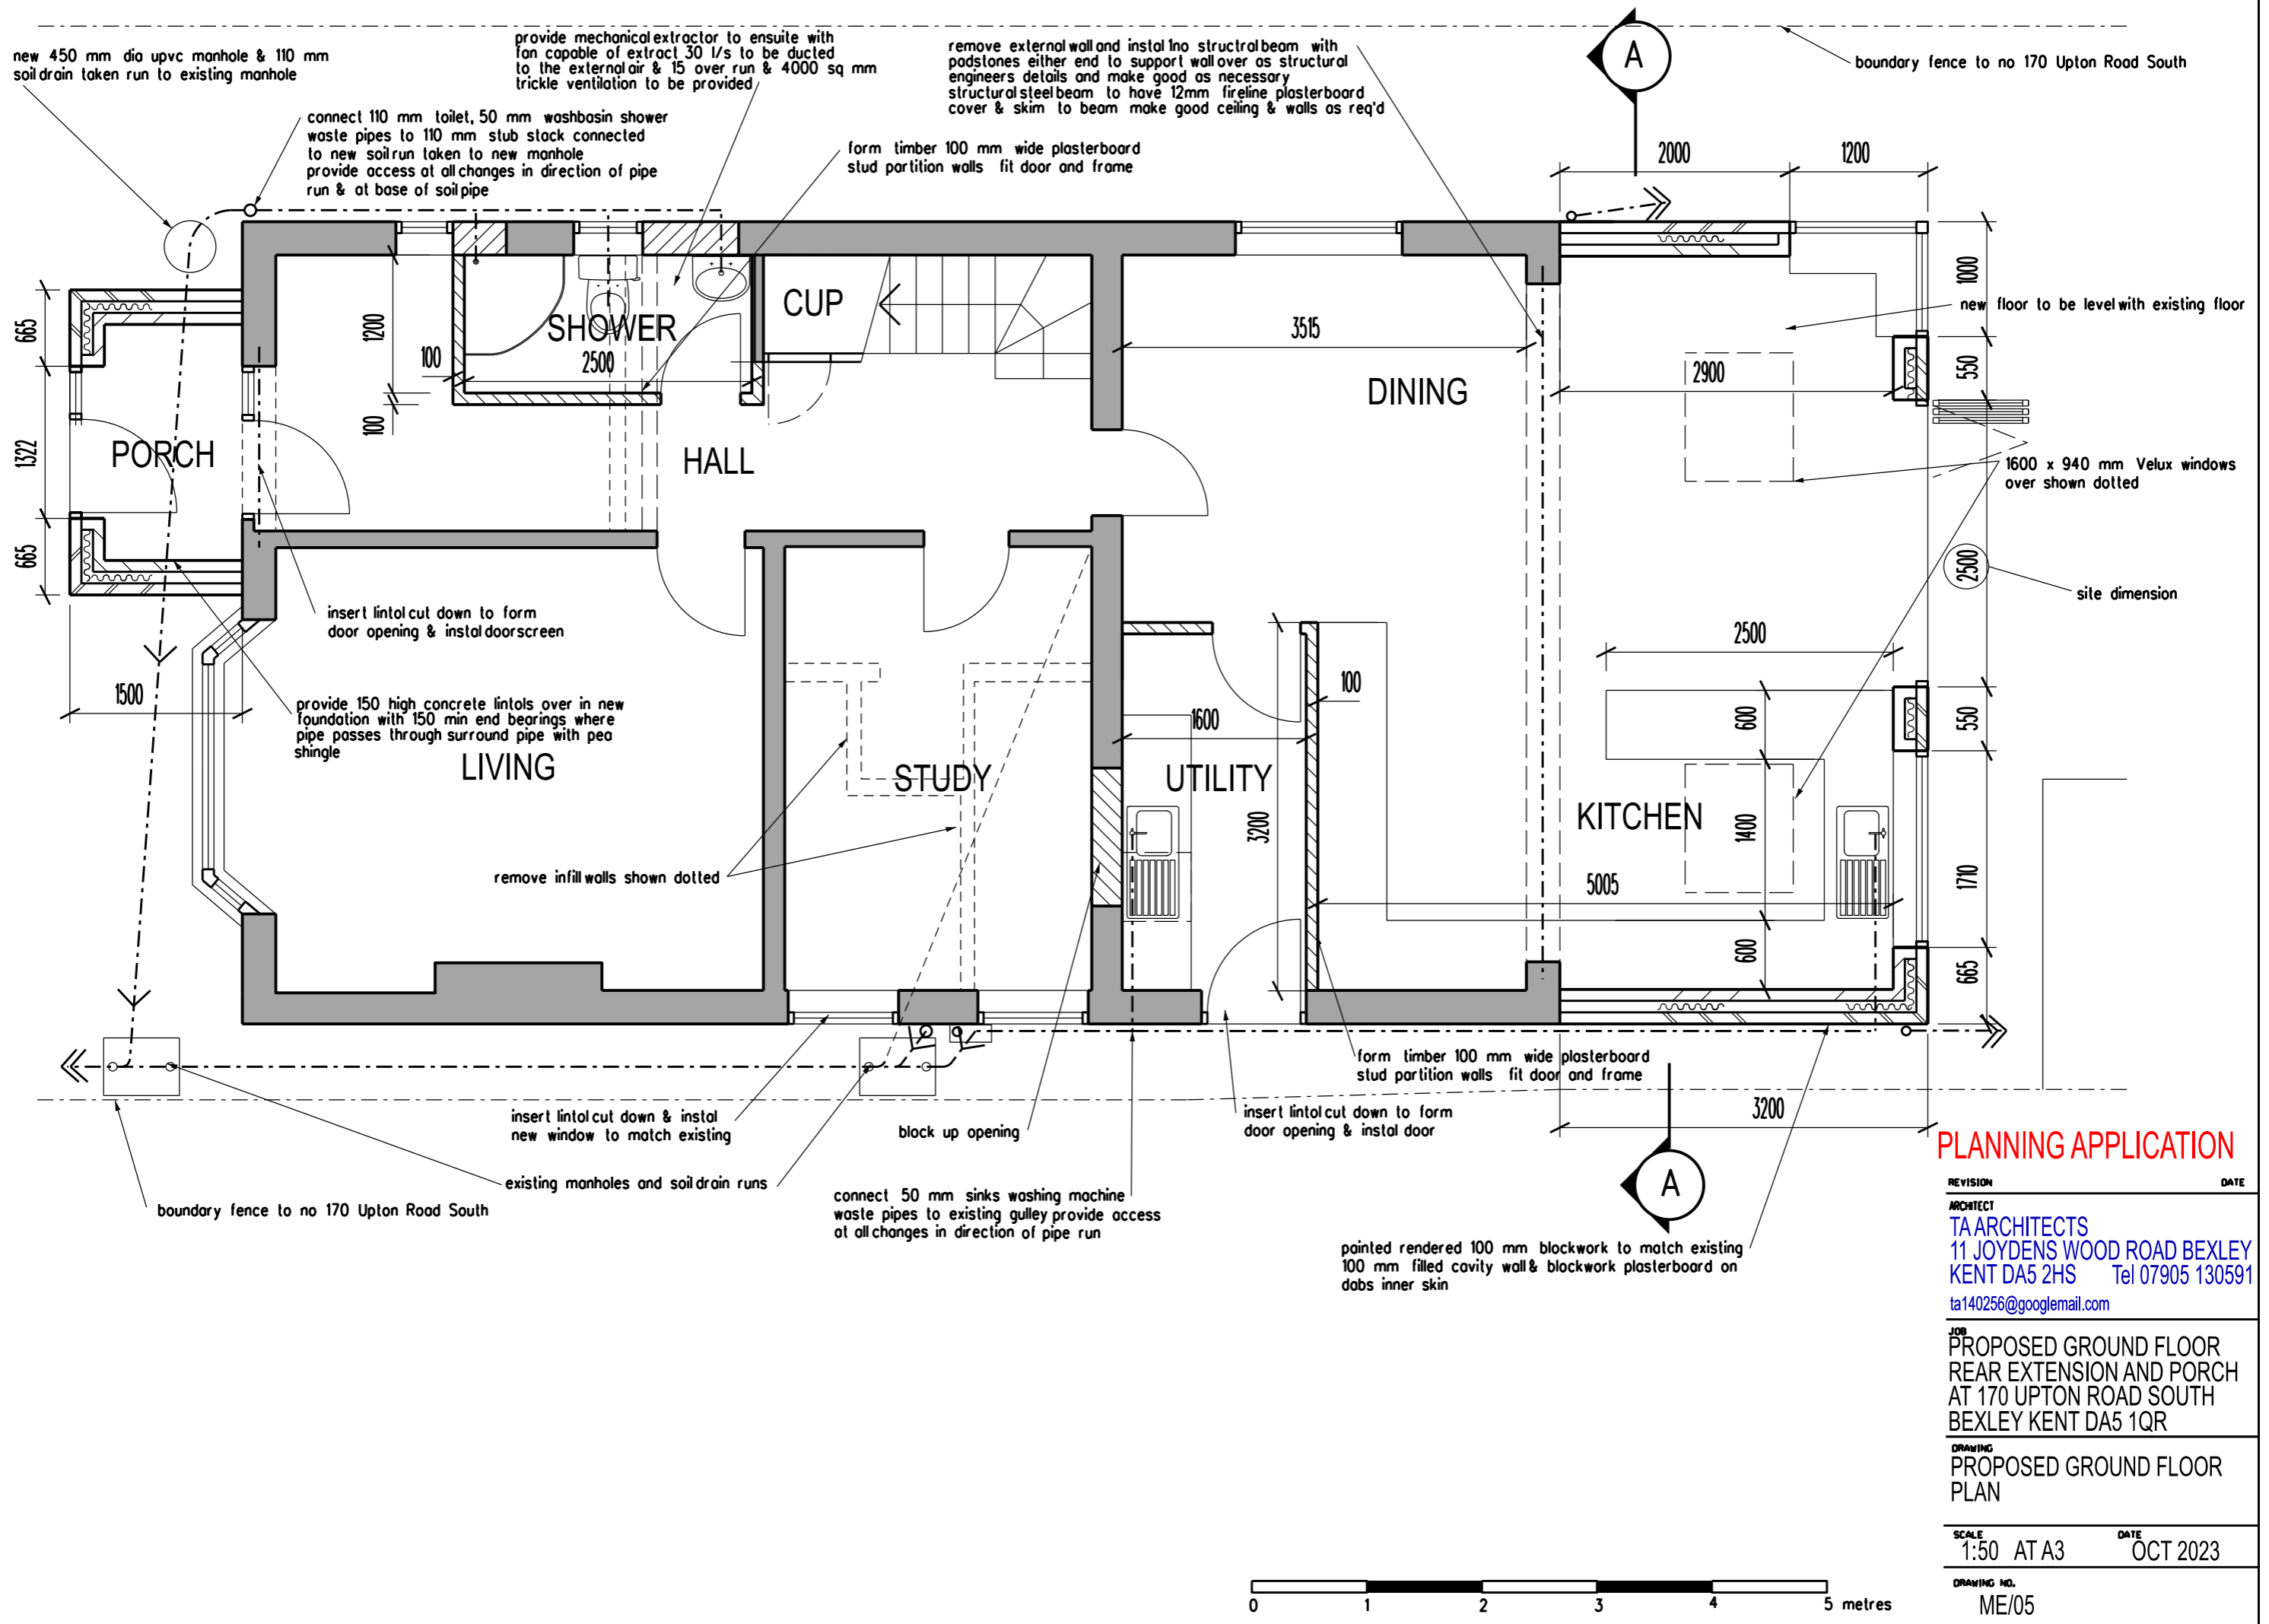 new 450 mm dia upvc manhole & 110 mm
soil drain taken run to existing manhole
provide mechanical extractor to ensuite with
fan capable of extract 30 l/s to be ducted
to the external air & 15 over run & 4000 sq mm
trickle ventilation to be provided
remove external wall and instal 1no structral beam with
padstones either end to support wall over as structural
engineers details and make good as necessary
structural steel beam to have 12mm fireline plasterboard
cover & skim to beam make good ceiling & walls as req'd
A
boundary fence to no 170 Upton Road South
connect 110 mm toilet, 50 mm washbasin shower
waste pipes to 110 mm stub stack connected
to new soil run taken to new manhole
provide access at all changes in direction of pipe
run & at base of soil pipe
form timber 100 mm wide plasterboard
stud partition walls fit door and frame
2000
1200
665
1322
665
1200
100
100
SHOWER
2500
CUP
3515
DINING
2900
1000
new floor to be level with existing floor
550
PORCH
HALL
1600 x 940 mm Velux windows
over shown dotted
2500
site dimension
insert lintol cut down to form
door opening & instal doorscreen
1500
provide 150 high concrete lintols over in new
foundation with 150 min end bearings where
pipe passes through surround pipe with pea
shingle
LIVING
STUDY
UTILITY
1600
100
3200
2500
600
1400
KITCHEN
5005
600
550
1710
665
remove infill walls shown dotted
insert lintol cut down & instal
new window to match existing
block up opening
insert lintol cut down to form
door opening & instal door
form timber 100 mm wide plasterboard
stud partition walls fit door and frame
3200
A
existing manholes and soil drain runs
boundary fence to no 170 Upton Road South
connect 50 mm sinks washing machine
waste pipes to existing gulley provide access
at all changes in direction of pipe run
painted rendered 100 mm blockwork to match existing
100 mm filled cavity wall & blockwork plasterboard on
dabs inner skin
PLANNING APPLICATION
REVISION DATE
ARCHITECT
TA ARCHITECTS
11 JOYDENS WOOD ROAD BEXLEY
KENT DA5 2HS Tel 07905 130591
ta140256@googlemail.com
JOB
PROPOSED GROUND FLOOR
REAR EXTENSION AND PORCH
AT 170 UPTON ROAD SOUTH
BEXLEY KENT DA5 1QR
DRAWING
PROPOSED GROUND FLOOR
PLAN
SCALE DATE
1:50 AT A3 OCT 2023
DRAWING NO.
ME/05
0 1 2 3 4 5 metres